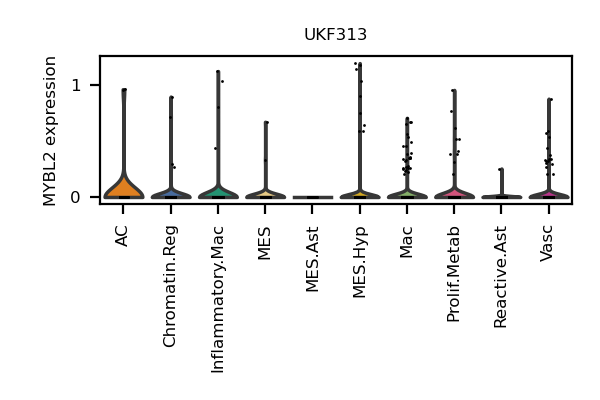 UKF313
MYBL2 expression
1
0
AC
Chromatin.Reg
Inflammatory.Mac
MES
MES.Ast
MES.Hyp
Mac
Prolif.Metab
Reactive.Ast
Vasc